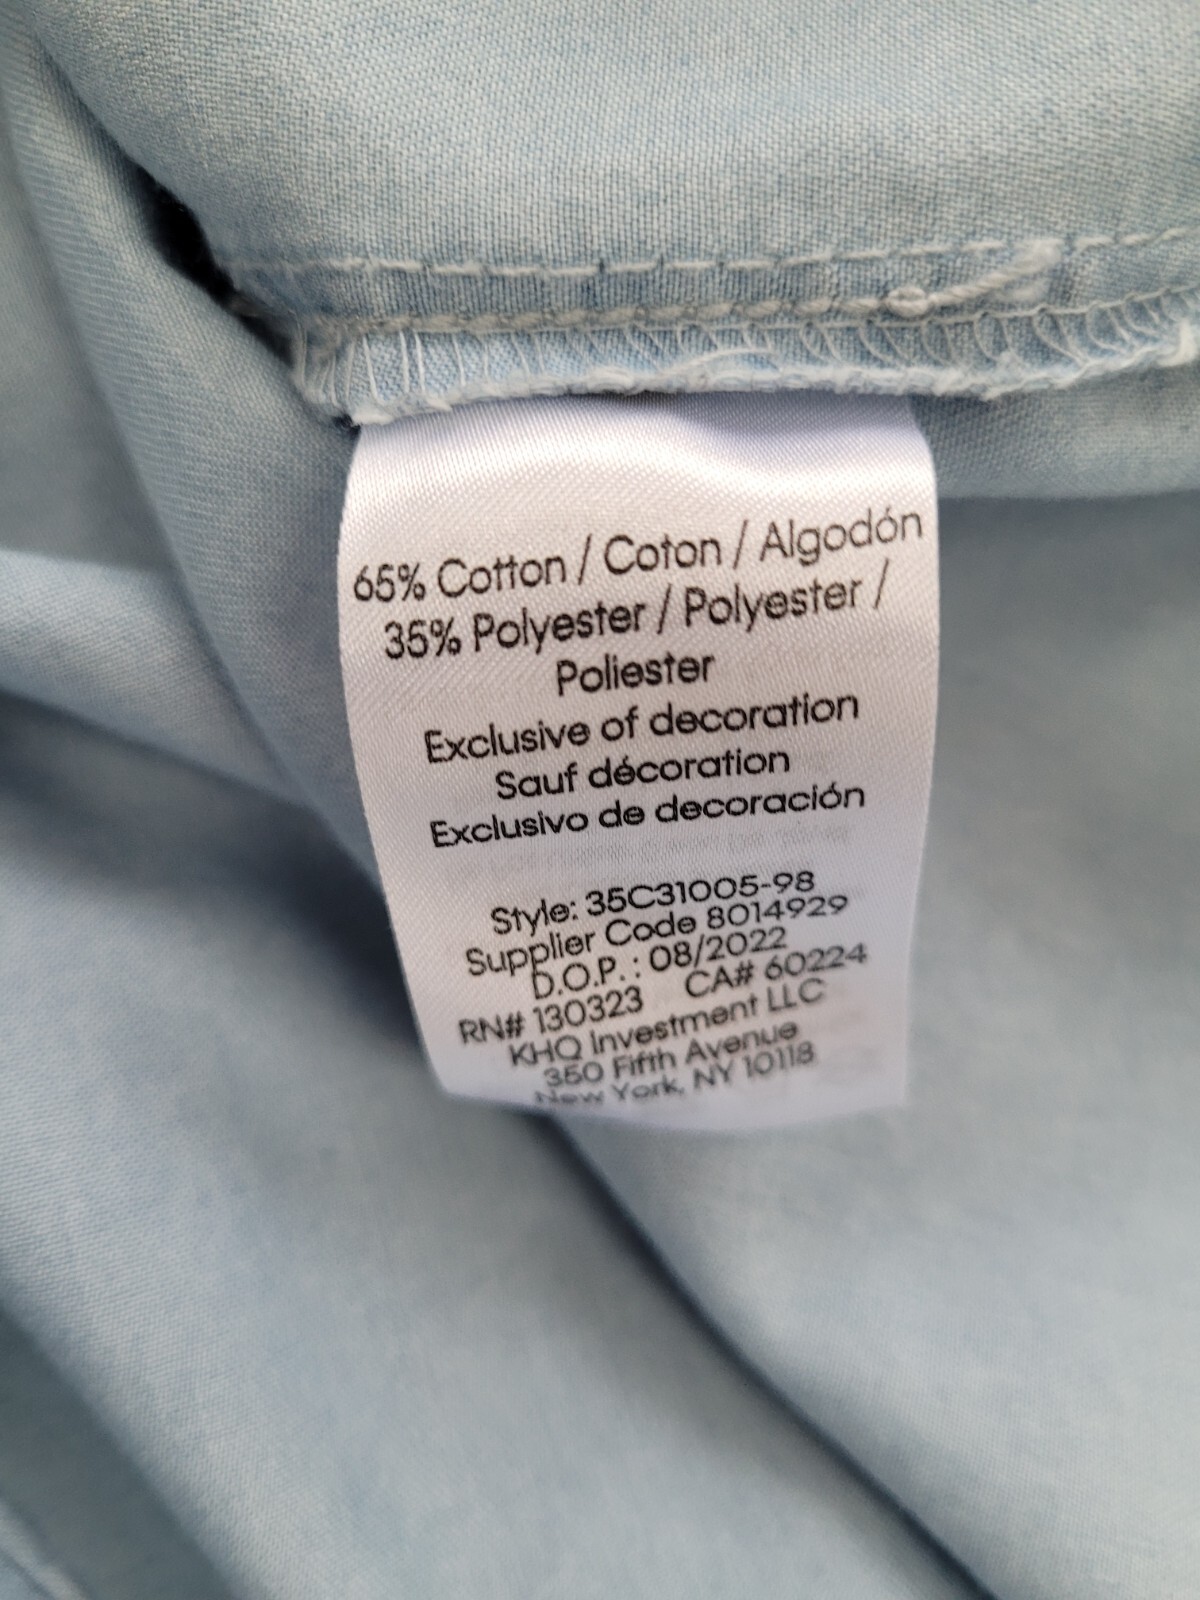 65% Cotton / Coton / Algodón
35% Polyester / Polyester /
Poliester
Exclusive of decoration
Sauf décoration
Exclusivo de decoración
Style: 35C31005-98
Supplier Code 8014929
D.O.P. : 08/2022
RN# 130323 CA# 60224
KHQ Investment LLC
350 Fifth Avenue
New York, NY 10118